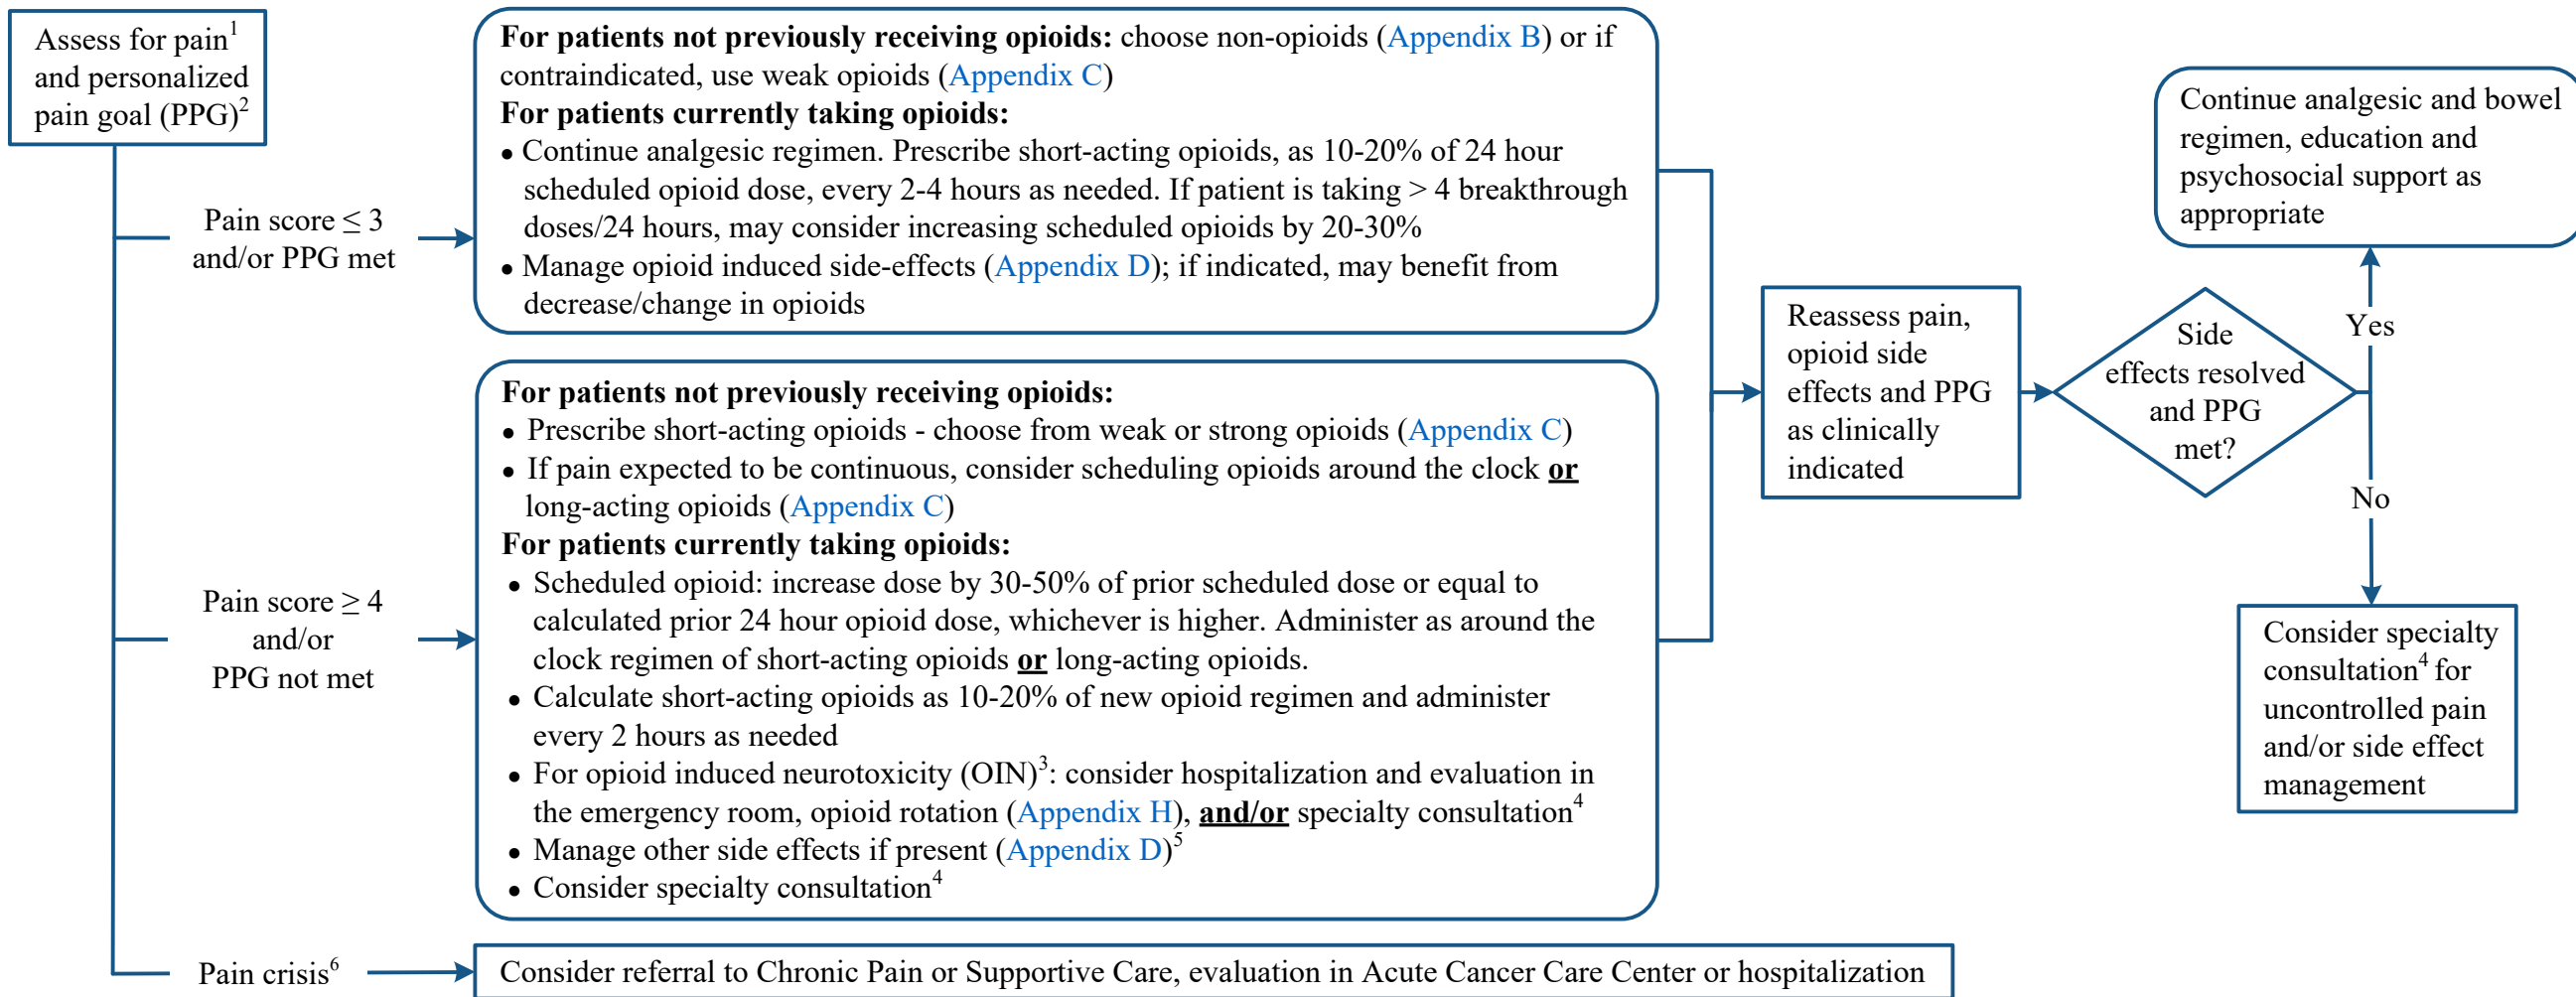 Assess for pain¹
and personalized
pain goal (PPG)²
Pain score ≤ 3
and/or PPG met
For patients not previously receiving opioids: choose non-opioids (Appendix B) or if
contraindicated, use weak opioids (Appendix C)
For patients currently taking opioids:
• Continue analgesic regimen. Prescribe short-acting opioids, as 10-20% of 24 hour
scheduled opioid dose, every 2-4 hours as needed. If patient is taking > 4 breakthrough
doses/24 hours, may consider increasing scheduled opioids by 20-30%
• Manage opioid induced side-effects (Appendix D); if indicated, may benefit from
decrease/change in opioids
Pain score ≥ 4
and/or
PPG not met
For patients not previously receiving opioids:
• Prescribe short-acting opioids - choose from weak or strong opioids (Appendix C)
• If pain expected to be continuous, consider scheduling opioids around the clock or
long-acting opioids (Appendix C)
For patients currently taking opioids:
• Scheduled opioid: increase dose by 30-50% of prior scheduled dose or equal to
calculated prior 24 hour opioid dose, whichever is higher. Administer as around the
clock regimen of short-acting opioids or long-acting opioids.
• Calculate short-acting opioids as 10-20% of new opioid regimen and administer
every 2 hours as needed
• For opioid induced neurotoxicity (OIN)³: consider hospitalization and evaluation in
the emergency room, opioid rotation (Appendix H), and/or specialty consultation⁴
• Manage other side effects if present (Appendix D)⁵
• Consider specialty consultation⁴
Pain crisis⁶
Consider referral to Chronic Pain or Supportive Care, evaluation in Acute Cancer Care Center or hospitalization
Reassess pain,
opioid side
effects and PPG
as clinically
indicated
Side
effects resolved
and PPG
met?
Yes
Continue analgesic and bowel
regimen, education and
psychosocial support as
appropriate
No
Consider specialty
consultation⁴ for
uncontrolled pain
and/or side effect
management